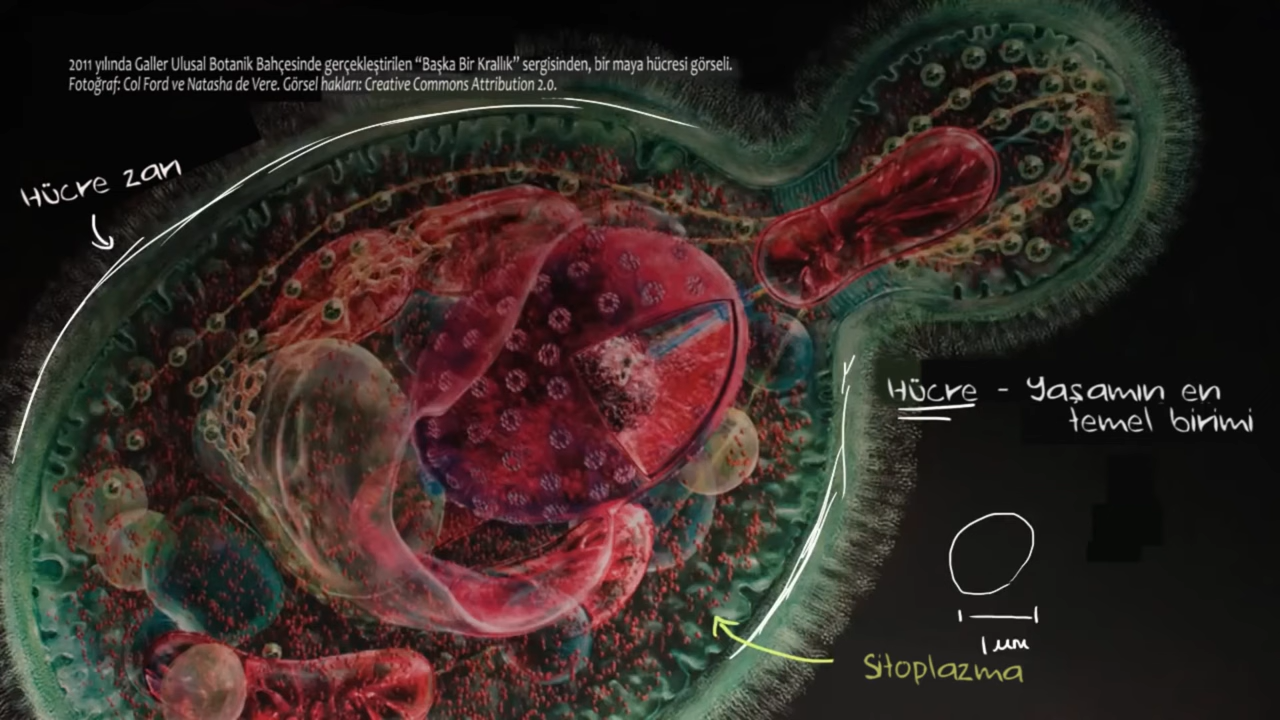 2011 yılında Galler Ulusal Botanik Bahçesinde gerçekleştirilen “Başka Bir Krallık” sergisinden, bir maya hücresi görseli.
Fotoğraf: Col Ford ve Natasha de Vere. Görsel hakları: Creative Commons Attribution 2.0.
Hücre zarı
Hücre - Yaşamın en
temel birimi
1 μm
Sitoplazma